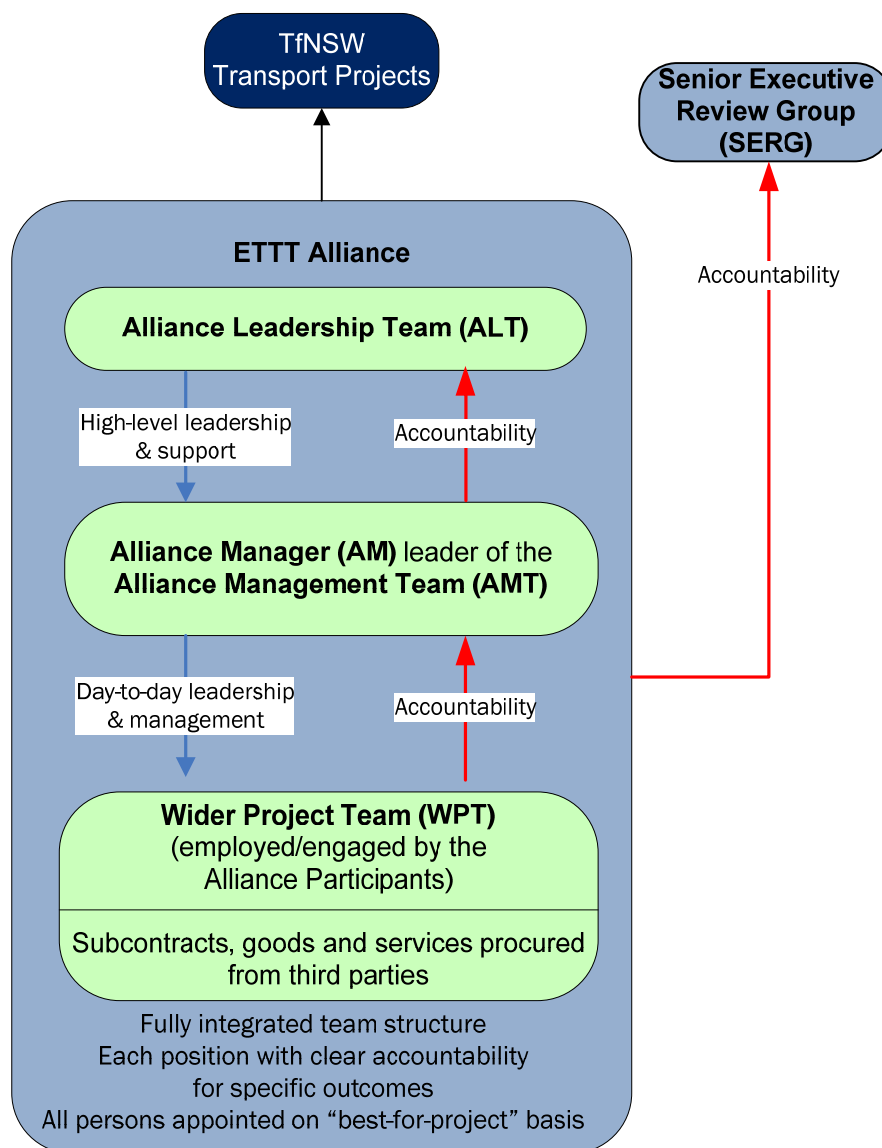 TfNSW
Transport Projects
Senior Executive
Review Group
(SERG)
ETTT Alliance
Accountability
Alliance Leadership Team (ALT)
High-level leadership
& support
Accountability
Alliance Manager (AM) leader of the
Alliance Management Team (AMT)
Day-to-day leadership
& management
Accountability
Wider Project Team (WPT)
(employed/engaged by the
Alliance Participants)
Subcontracts, goods and services procured
from third parties
Fully integrated team structure
Each position with clear accountability
for specific outcomes
All persons appointed on “best-for-project” basis